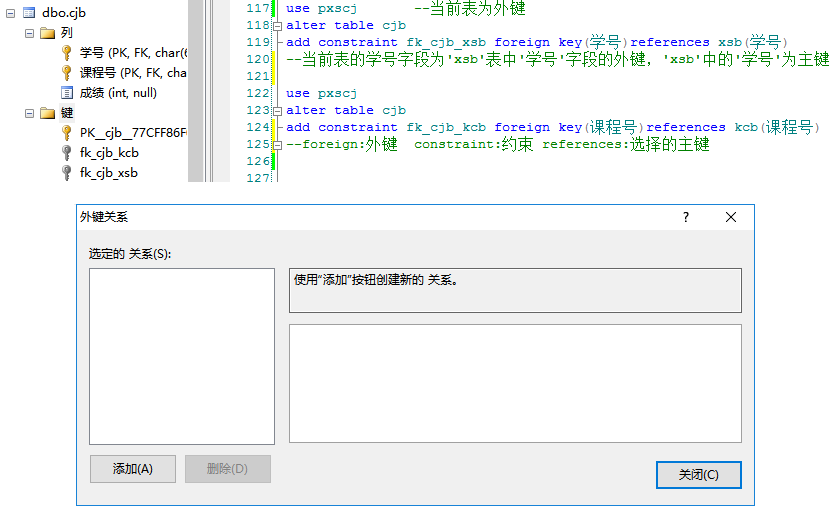 dbo.cjb
列
学号 (PK, FK, char(6
课程号 (PK, FK, cha
成绩 (int, null)
键
PK__cjb__77CFF86F
fk_cjb_kcb
fk_cjb_xsb
117 use pxscj --当前表为外键
118 alter table cjb
119 add constraint fk_cjb_xsb foreign key(学号)references xsb(学号)
120 --当前表的学号字段为'xsb'表中'学号'字段的外键，'xsb'中的'学号'为主键
121
122 use pxscj
123 alter table cjb
124 add constraint fk_cjb_kcb foreign key(课程号)references kcb(课程号)
125 --foreign:外键 constraint:约束 references:选择的主键
126
127
外键关系
?
选定的 关系(S):
使用“添加”按钮创建新的 关系。
添加(A)
删除(D)
关闭(C)